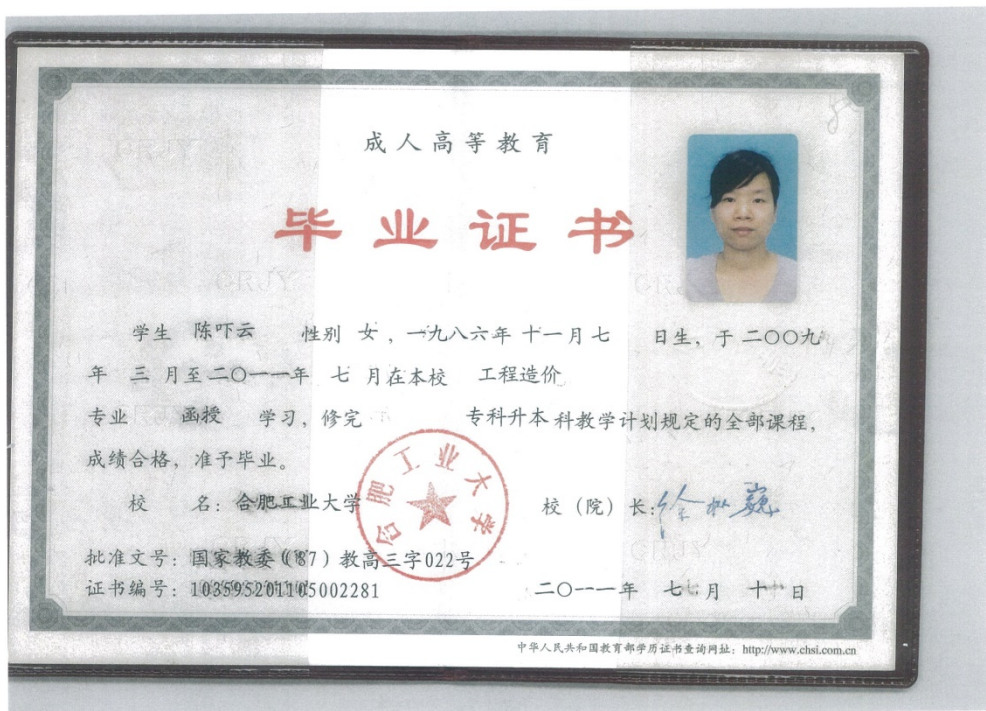 成人高等教育
毕业证书
学生 陈吓云 性别 女，一九八六年 十一月七 日生，于 二〇〇九
年 三 月至二〇一一年 七 月在本校 工程造价
专业 函授 学习，修完 专科升本 科教学计划规定的全部课程，
成绩合格，准予毕业。
校 名：合肥工业大学
校（院）长：徐枞巍
合肥工业大学
批准文号：国家教委（87）教高三字022号
证书编号：103595201105002281
二〇一一年 七 月 十 日
中华人民共和国教育部学历证书查询网址：http://www.chsi.com.cn